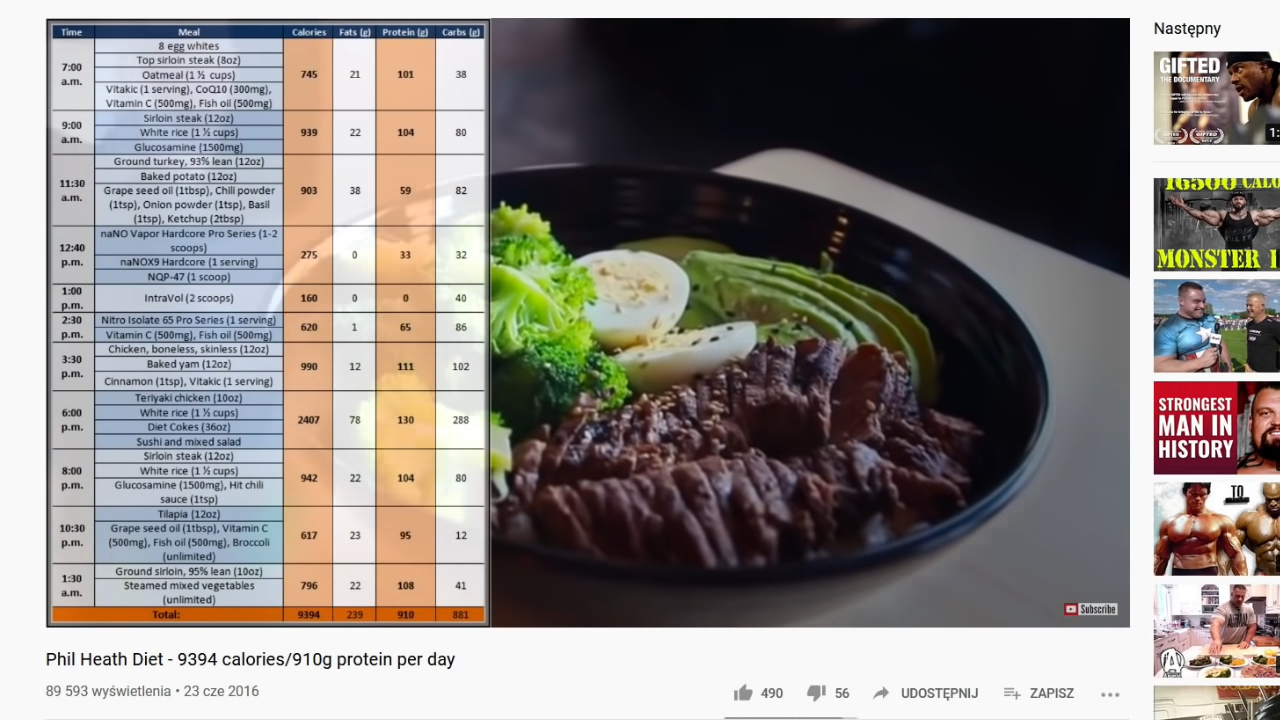 Time Meal Calories Fats (g) Protein (g) Carbs (g)
7:00 a.m.
8 egg whites
Top sirloin steak (8oz)
Oatmeal (1 ½ cups)
Vitakic (1 serving), CoQ10 (300mg),
Vitamin C (500mg), Fish oil (500mg)
745 21 101 38
9:00 a.m.
Sirloin steak (12oz)
White rice (1 ½ cups)
Glucosamine (1500mg)
939 22 104 80
11:30 a.m.
Ground turkey, 93% lean (12oz)
Baked potato (12oz)
Grape seed oil (1tbsp), Chili powder
(1tsp), Onion powder (1tsp), Basil
(1tsp), Ketchup (2tbsp)
903 38 59 82
12:40 p.m.
naNO Vapor Hardcore Pro Series (1-2
scoops)
naNOX9 Hardcore (1 serving)
NQP-47 (1 scoop)
275 0 33 32
1:00 p.m.
IntraVol (2 scoops)
160 0 0 40
2:30 p.m.
Nitro Isolate 65 Pro Series (1 serving)
Vitamin C (500mg), Fish oil (500mg)
620 1 65 86
3:30 p.m.
Chicken, boneless, skinless (12oz)
Baked yam (12oz)
Cinnamon (1tsp), Vitakic (1 serving)
990 12 111 102
6:00 p.m.
Teriyaki chicken (10oz)
White rice (1 ½ cups)
Diet Cokes (36oz)
Sushi and mixed salad
2407 78 130 288
8:00 p.m.
Sirloin steak (12oz)
White rice (1 ½ cups)
Glucosamine (1500mg), Hit chili
sauce (1tsp)
942 22 104 80
10:30 p.m.
Tilapia (12oz)
Grape seed oil (1tbsp), Vitamin C
(500mg), Fish oil (500mg), Broccoli
(unlimited)
617 23 95 12
1:30 a.m.
Ground sirloin, 95% lean (10oz)
Steamed mixed vegetables
(unlimited)
796 22 108 41
Total: 9394 239 910 881
Subscribe
Phil Heath Diet - 9394 calories/910g protein per day
89 593 wyświetlenia • 23 cze 2016
490 56 UDOSTĘPNIJ ZAPISZ
Następny
GIFTED
THE DOCUMENTARY
16500 CALO
MONSTER
STRONGEST
MAN IN
HISTORY
TO